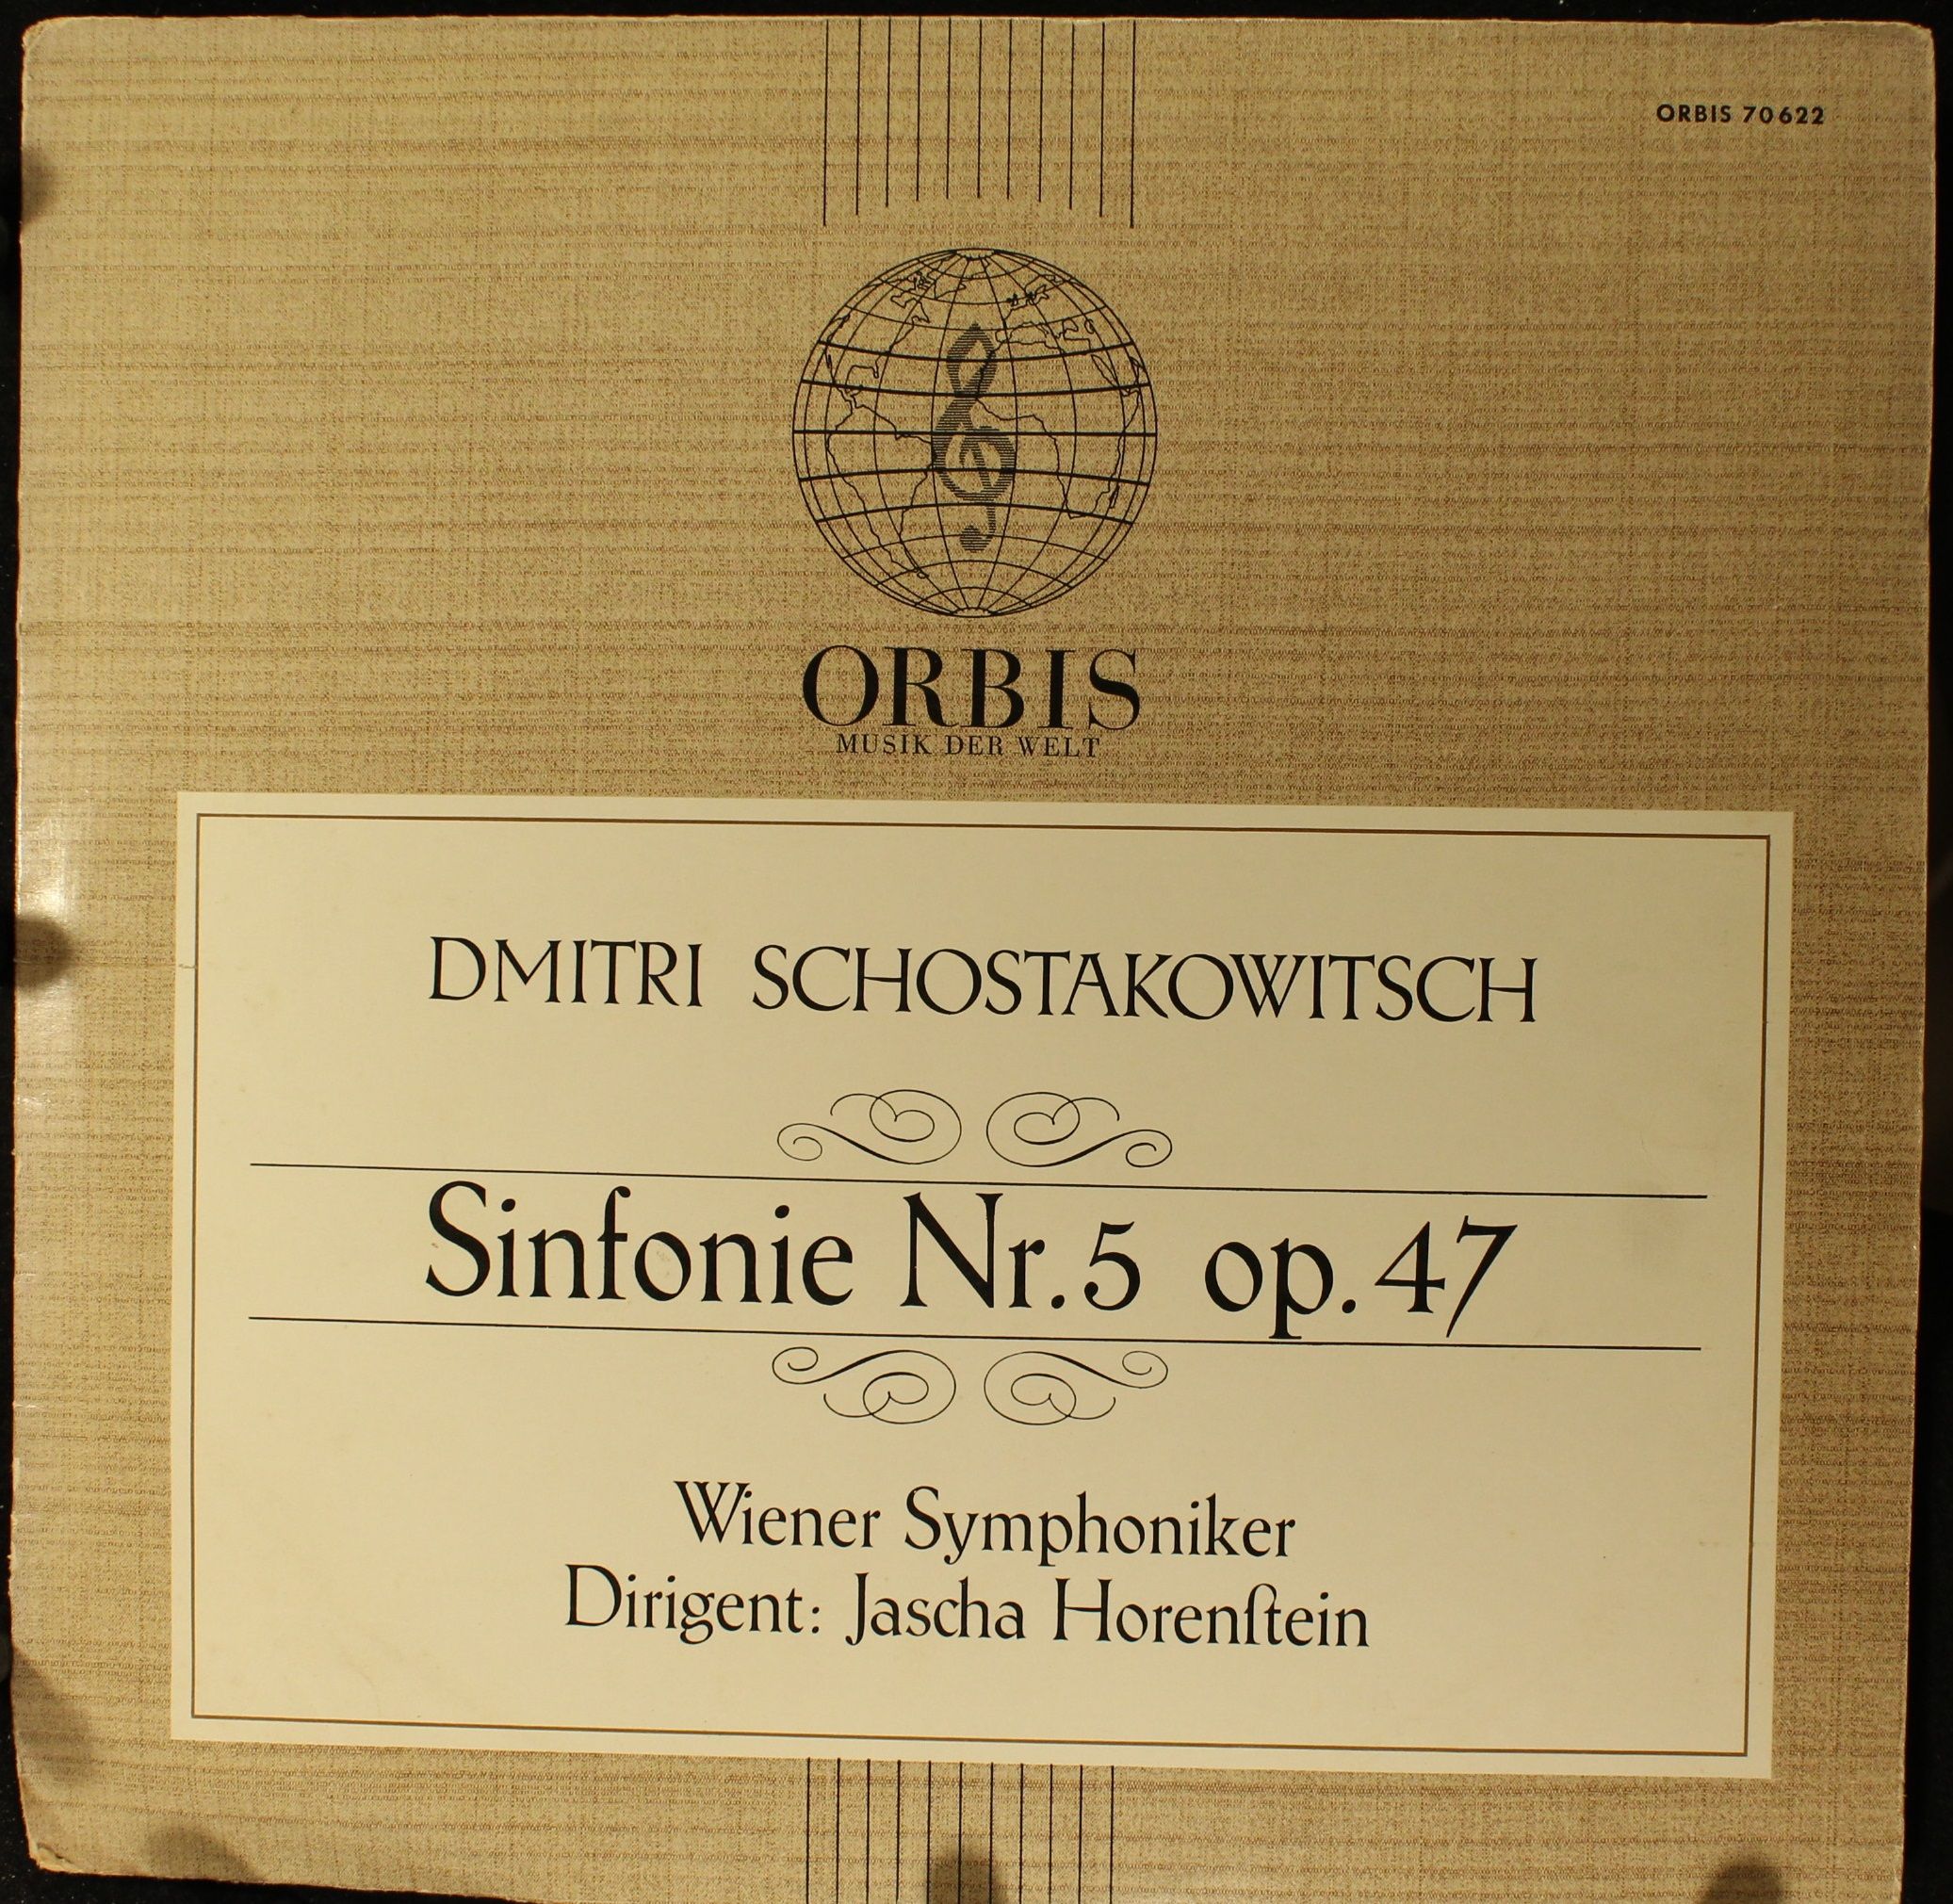 ORBIS 70622
ORBIS
MUSIK DER WELT
DMITRI SCHOSTAKOWITSCH
Sinfonie Nr. 5 op. 47
Wiener Symphoniker
Dirigent: Jascha Horenſtein